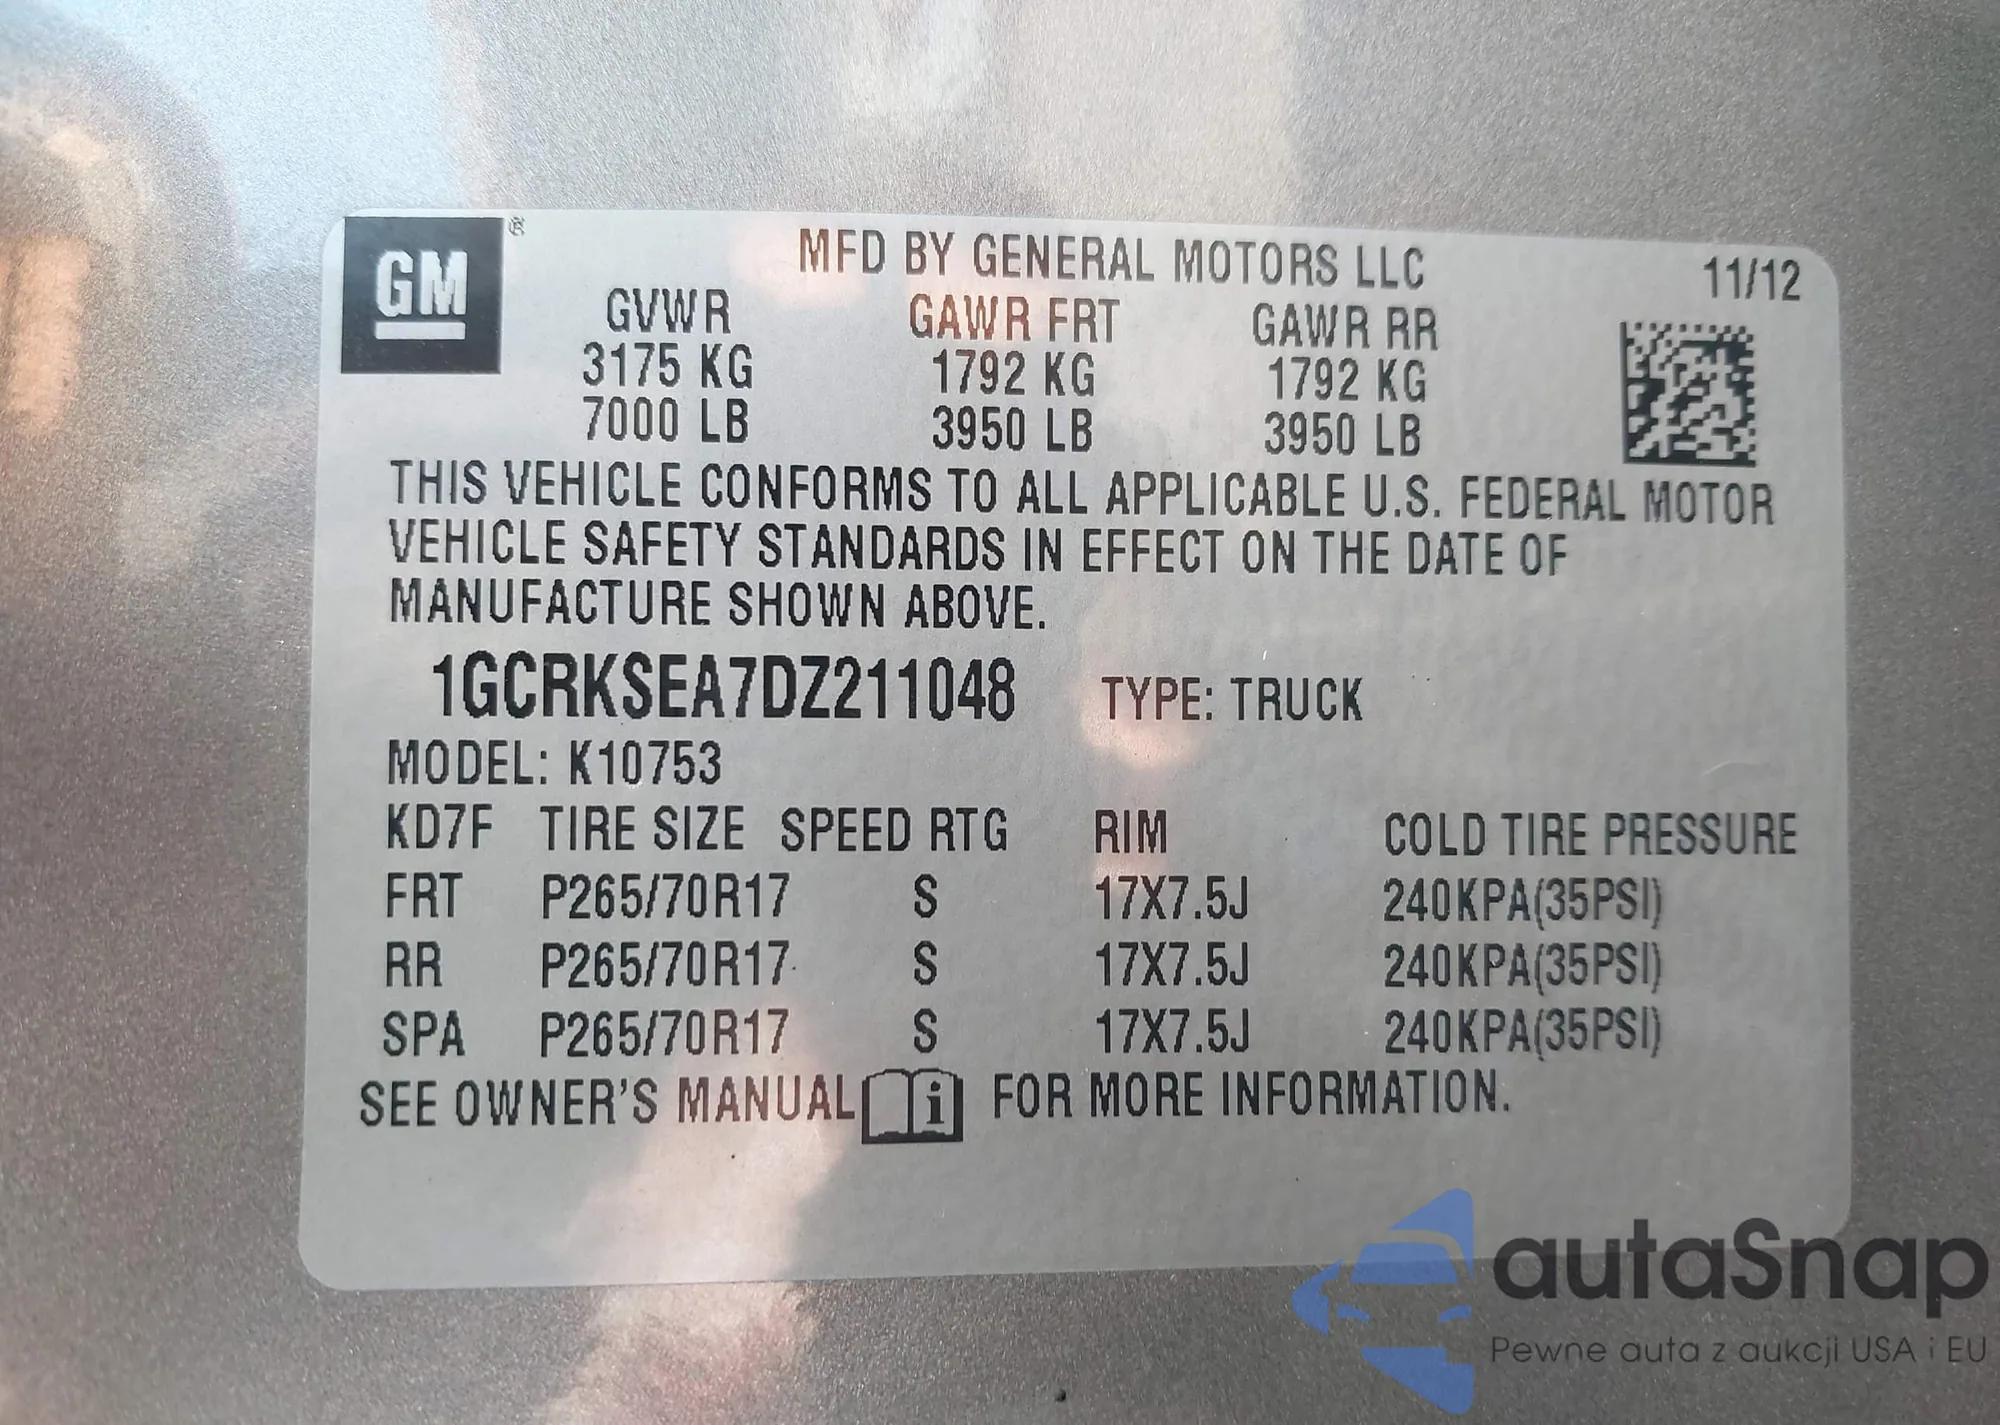 GM ®
MFD BY GENERAL MOTORS LLC 11/12
GVWR GAWR FRT GAWR RR
3175 KG 1792 KG 1792 KG
7000 LB 3950 LB 3950 LB
THIS VEHICLE CONFORMS TO ALL APPLICABLE U.S. FEDERAL MOTOR
VEHICLE SAFETY STANDARDS IN EFFECT ON THE DATE OF
MANUFACTURE SHOWN ABOVE.
1GCRKSEA7DZ211048 TYPE: TRUCK
MODEL: K10753
KD7F TIRE SIZE SPEED RTG RIM COLD TIRE PRESSURE
FRT P265/70R17 S 17X7.5J 240KPA(35PSI)
RR P265/70R17 S 17X7.5J 240KPA(35PSI)
SPA P265/70R17 S 17X7.5J 240KPA(35PSI)
SEE OWNER'S MANUAL i FOR MORE INFORMATION.
autaSnap
Pewne auta z aukcji USA i EU